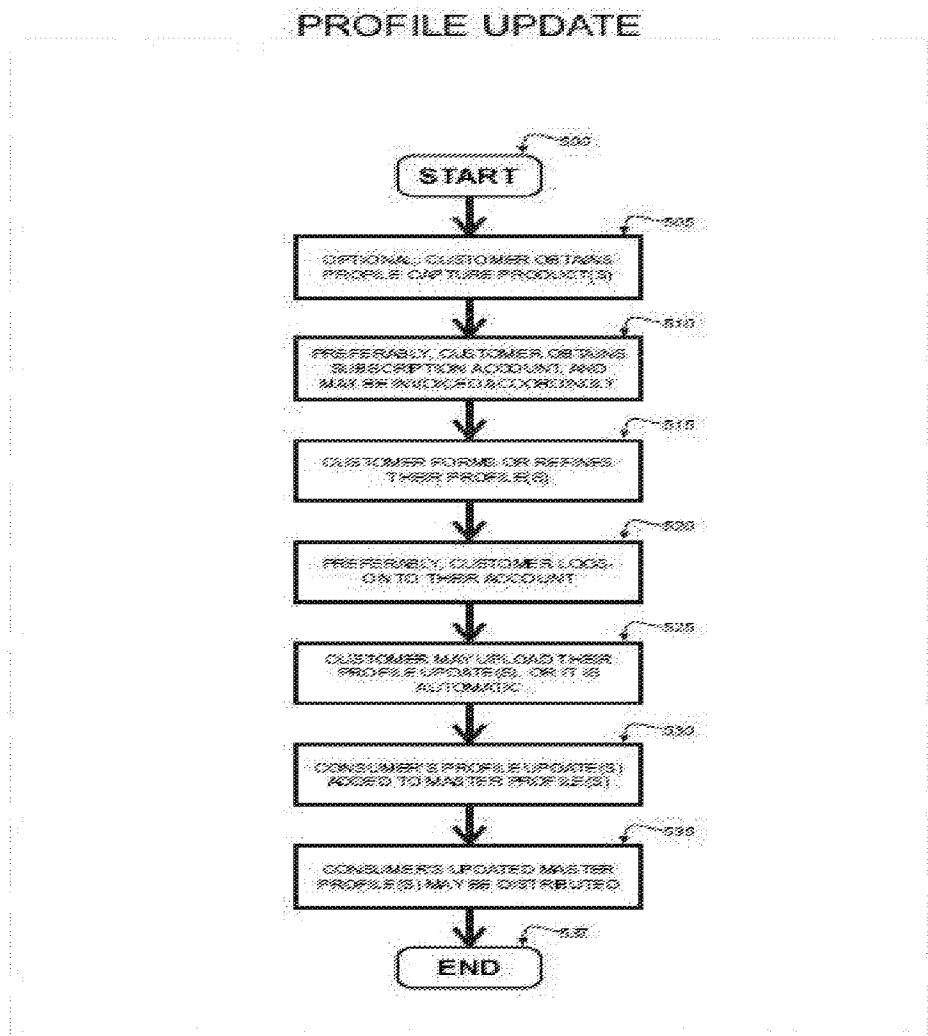 PROFILE UPDATE
500
START
505
OPTIONAL, CUSTOMER OBTAINS
PROFILE CAPTURE PRODUCT(S)
510
PREFERABLY, CUSTOMER OBTAINS
SUBSCRIPTION ACCOUNT, AND
MAY BE INVOICED ACCORDINGLY
515
CUSTOMER FORMS OR REFINES
THEIR PROFILE(S)
520
PREFERABLY, CUSTOMER LOGS-
ON TO THEIR ACCOUNT
525
CUSTOMER MAY UPLOAD THEIR
PROFILE UPDATE(S), OR IT IS
AUTOMATIC
530
CONSUMER'S PROFILE UPDATE(S)
ADDED TO MASTER PROFILE(S)
535
CONSUMER'S UPDATED MASTER
PROFILE(S) MAY BE DISTRIBUTED
END